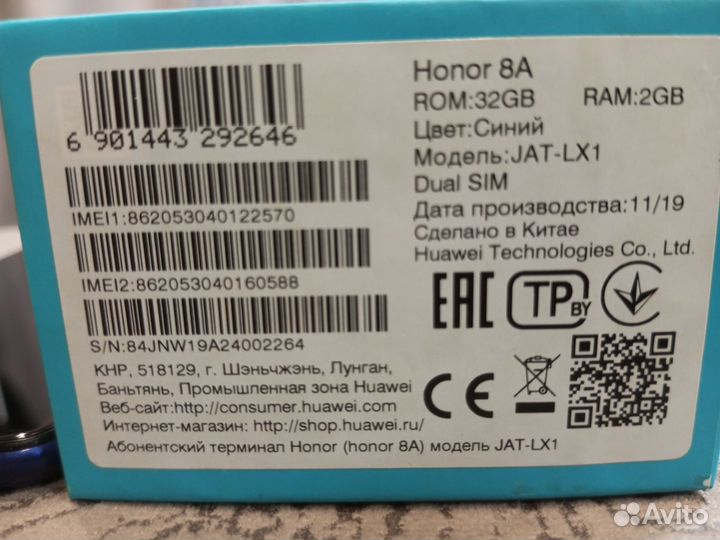 Honor 8A
ROM:32GB RAM:2GB
Цвет:Синий
Модель:JAT-LX1
Dual SIM
Дата производства:11/19
Сделано в Китае
Huawei Technologies Co., Ltd.
6 901443 292646
IMEI1:862053040122570
IMEI2:862053040160588
S/N:84JNW19A24002264
EAC TP BY
CE
КНР, 518129, г. Шэньчжэнь, Лунган,
Баньтянь, Промышленная зона Huawei
Веб-сайт:http://consumer.huawei.com
Интернет-магазин: http://shop.huawei.ru/
Абонентский терминал Honor (honor 8A) модель JAT-LX1
Avito